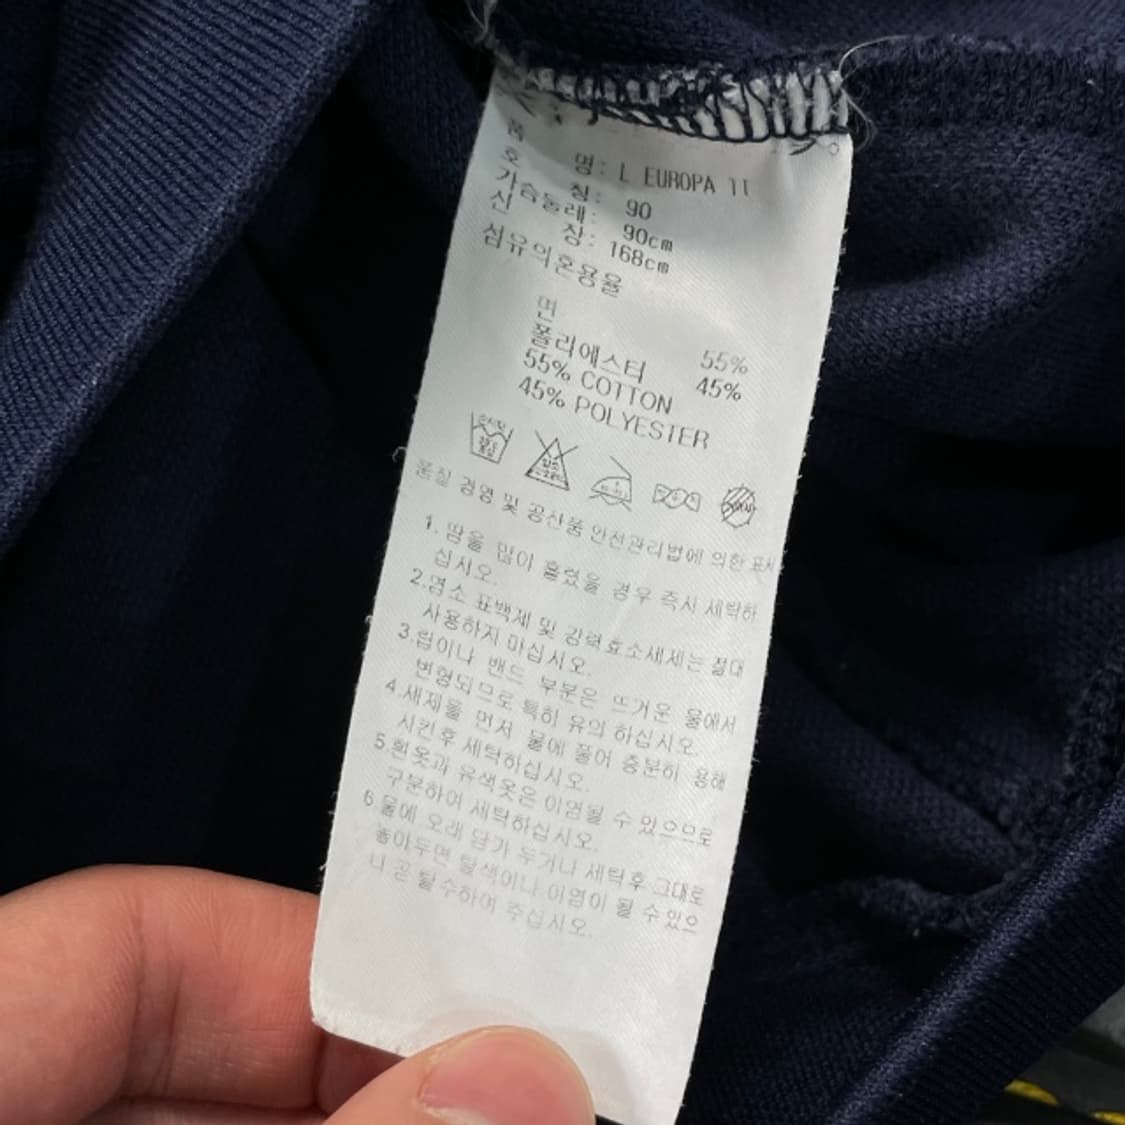 품 명: L EUROPA 11
호 칭: 90
가슴둘레: 90cm
신 장: 168cm
섬유의혼용율
면 55%
폴리에스터 45%
55% COTTON
45% POLYESTER
품질 경영 및 공산품 안전관리법에 의한 표시
1. 땀을 많이 흘렸을 경우 즉시 세탁하
십시오.
2.염소 표백제 및 강력효소세제는 절대
사용하지 마십시오.
3.립이나 밴드 부분은 뜨거운 물에서
변형되므로 특히 유의 하십시오.
4.세제를 먼저 물에 풀어 충분히 용해
시킨후 세탁하십시오.
5.흰옷과 유색옷은 이염될 수 있으므로
구분하여 세탁하십시오.
6.물에 오래 담가 두거나 세탁후 그대로
놓아두면 탈색이나 이염이 될 수 있으
니 곧 탈수하여 주십시오.